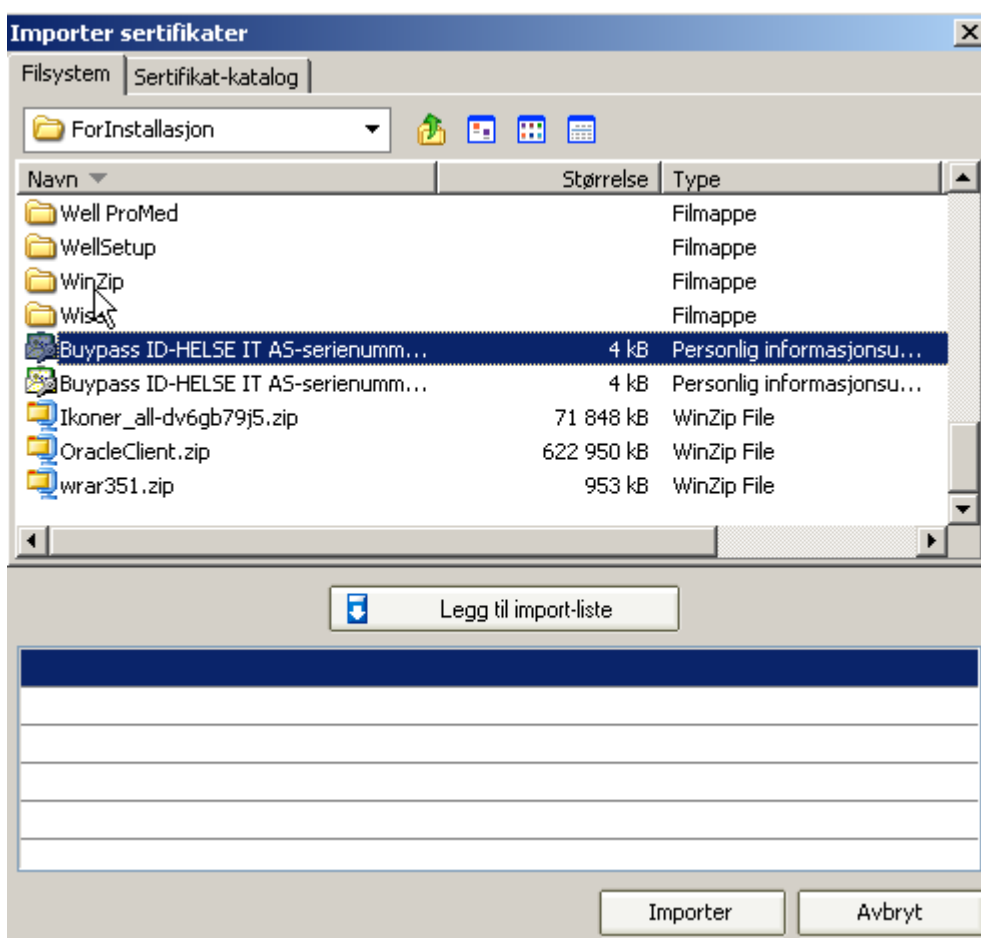 Importer sertifikater
Filsystem Sertifikat-katalog
ForInstallasjon
Navn Størrelse Type
Well ProMed Filmappe
WellSetup Filmappe
WinZip Filmappe
Filmappe
Buypass ID-HELSE IT AS-serienumm... 4 kB Personlig informasjonsu...
Buypass ID-HELSE IT AS-serienumm... 4 kB Personlig informasjonsu...
Ikoner_all-dv6gb79j5.zip 71 848 kB WinZip File
OracleClient.zip 622 950 kB WinZip File
wrar351.zip 953 kB WinZip File
Legg til import-liste
Importer Avbryt